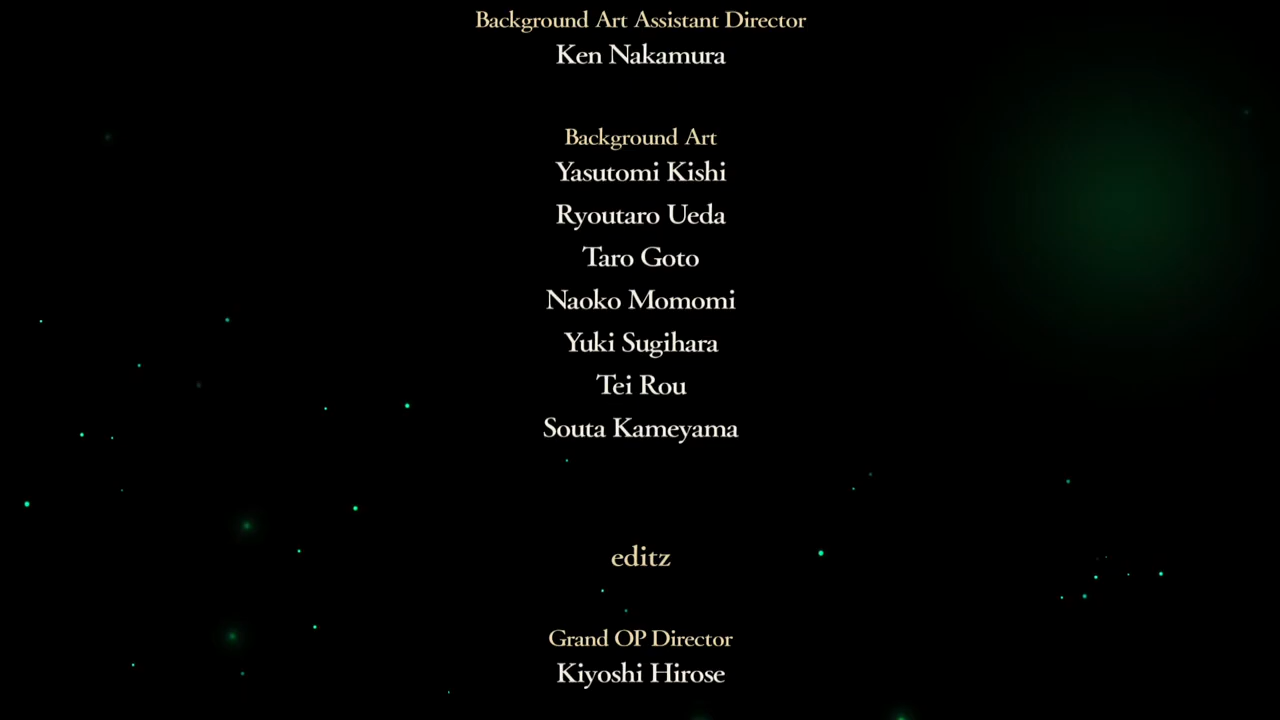 Background Art Assistant Director
Ken Nakamura
Background Art
Yasutomi Kishi
Ryoutaro Ueda
Taro Goto
Naoko Momomi
Yuki Sugihara
Tei Rou
Souta Kameyama
editz
Grand OP Director
Kiyoshi Hirose